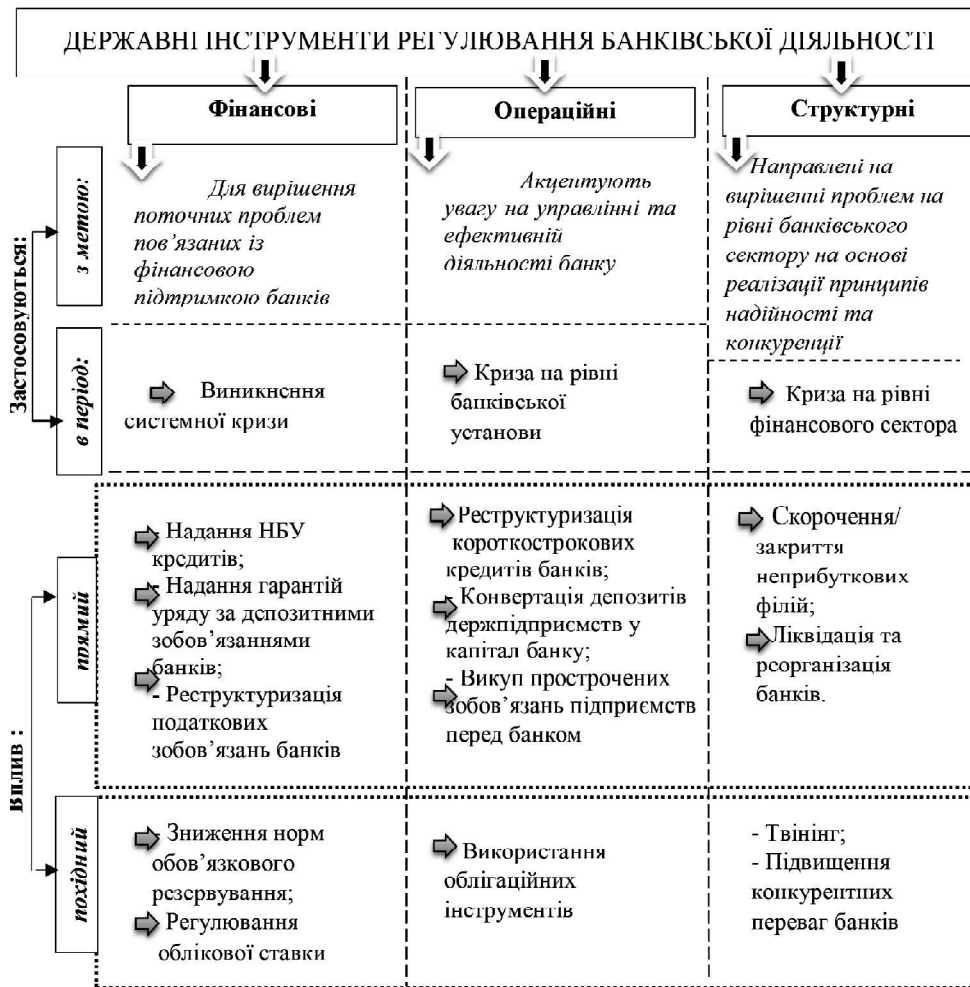 ДЕРЖАВНІ ІНСТРУМЕНТИ РЕГУЛЮВАННЯ БАНКІВСЬКОЇ ДІЯЛЬНОСТІ
Фінансові
Операційні
Структурні
Застосовуються:
з метою:
Для вирішення
поточних проблем
пов’язаних із
фінансовою
підтримкою банків
Акцентують
увагу на управлінні та
ефективній
діяльності банку
Направлені на
вирішенні проблем на
рівні банківського
сектору на основі
реалізації принципів
надійності та
конкуренції
в період:
Виникнення
системної кризи
Криза на рівні
банківської
установи
Криза на рівні
фінансового сектора
Вплив :
прямий
- Надання НБУ
кредитів;
- Надання гарантій
уряду за депозитними
зобов’язаннями
банків;
- Реструктуризація
податкових
зобов’язань банків
Реструктуризація
короткострокових
кредитів банків;
- Конвертація депозитів
держпідприємств у
капітал банку;
- Викуп прострочених
зобов’язань підприємств
перед банком
- Скорочення/
закриття
неприбуткових
філій;
- Ліквідація та
реорганізація
банків.
похідний
- Зниження норм
обов’язкового
резервування;
- Регулювання
облікової ставки
- Використання
облігаційних
інструментів
- Твінінг;
- Підвищення
конкурентних
переваг банків